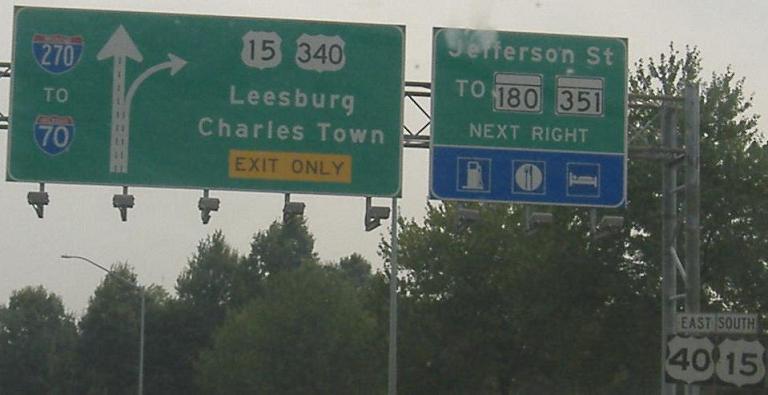 270
TO
70
15 340
Leesburg
Charles Town
EXIT ONLY
Jefferson St
TO 180 351
NEXT RIGHT
EAST SOUTH
40 15